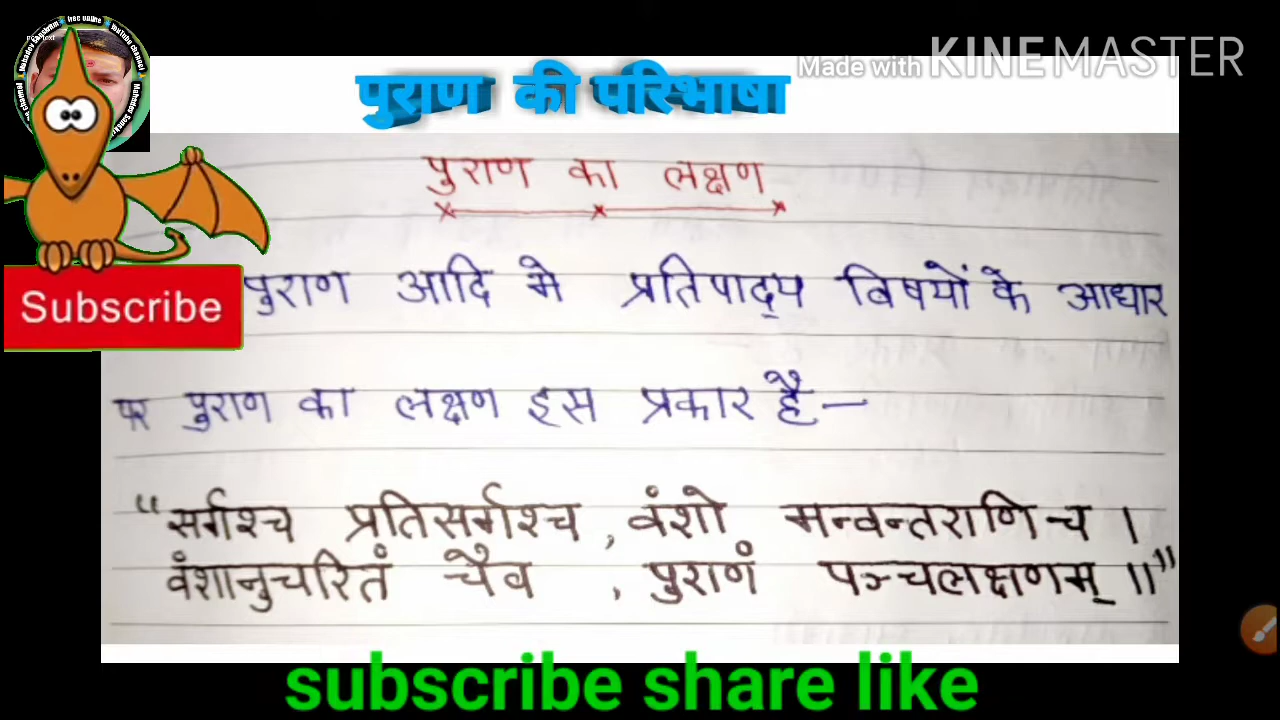 Made with KINEMASTER
पुराण की परिभाषा
पुराण का लक्षण
पुराण आदि मे प्रतिपाद्य विषयों के आधार
Subscribe
पर पुराण का लक्षण इस प्रकार है —
“सर्गश्च प्रतिसर्गश्च , वंशो मन्वन्तराणि च ।
वंशानुचरितं चैव , पुराणं पञ्चलक्षणम् ॥”
subscribe share like